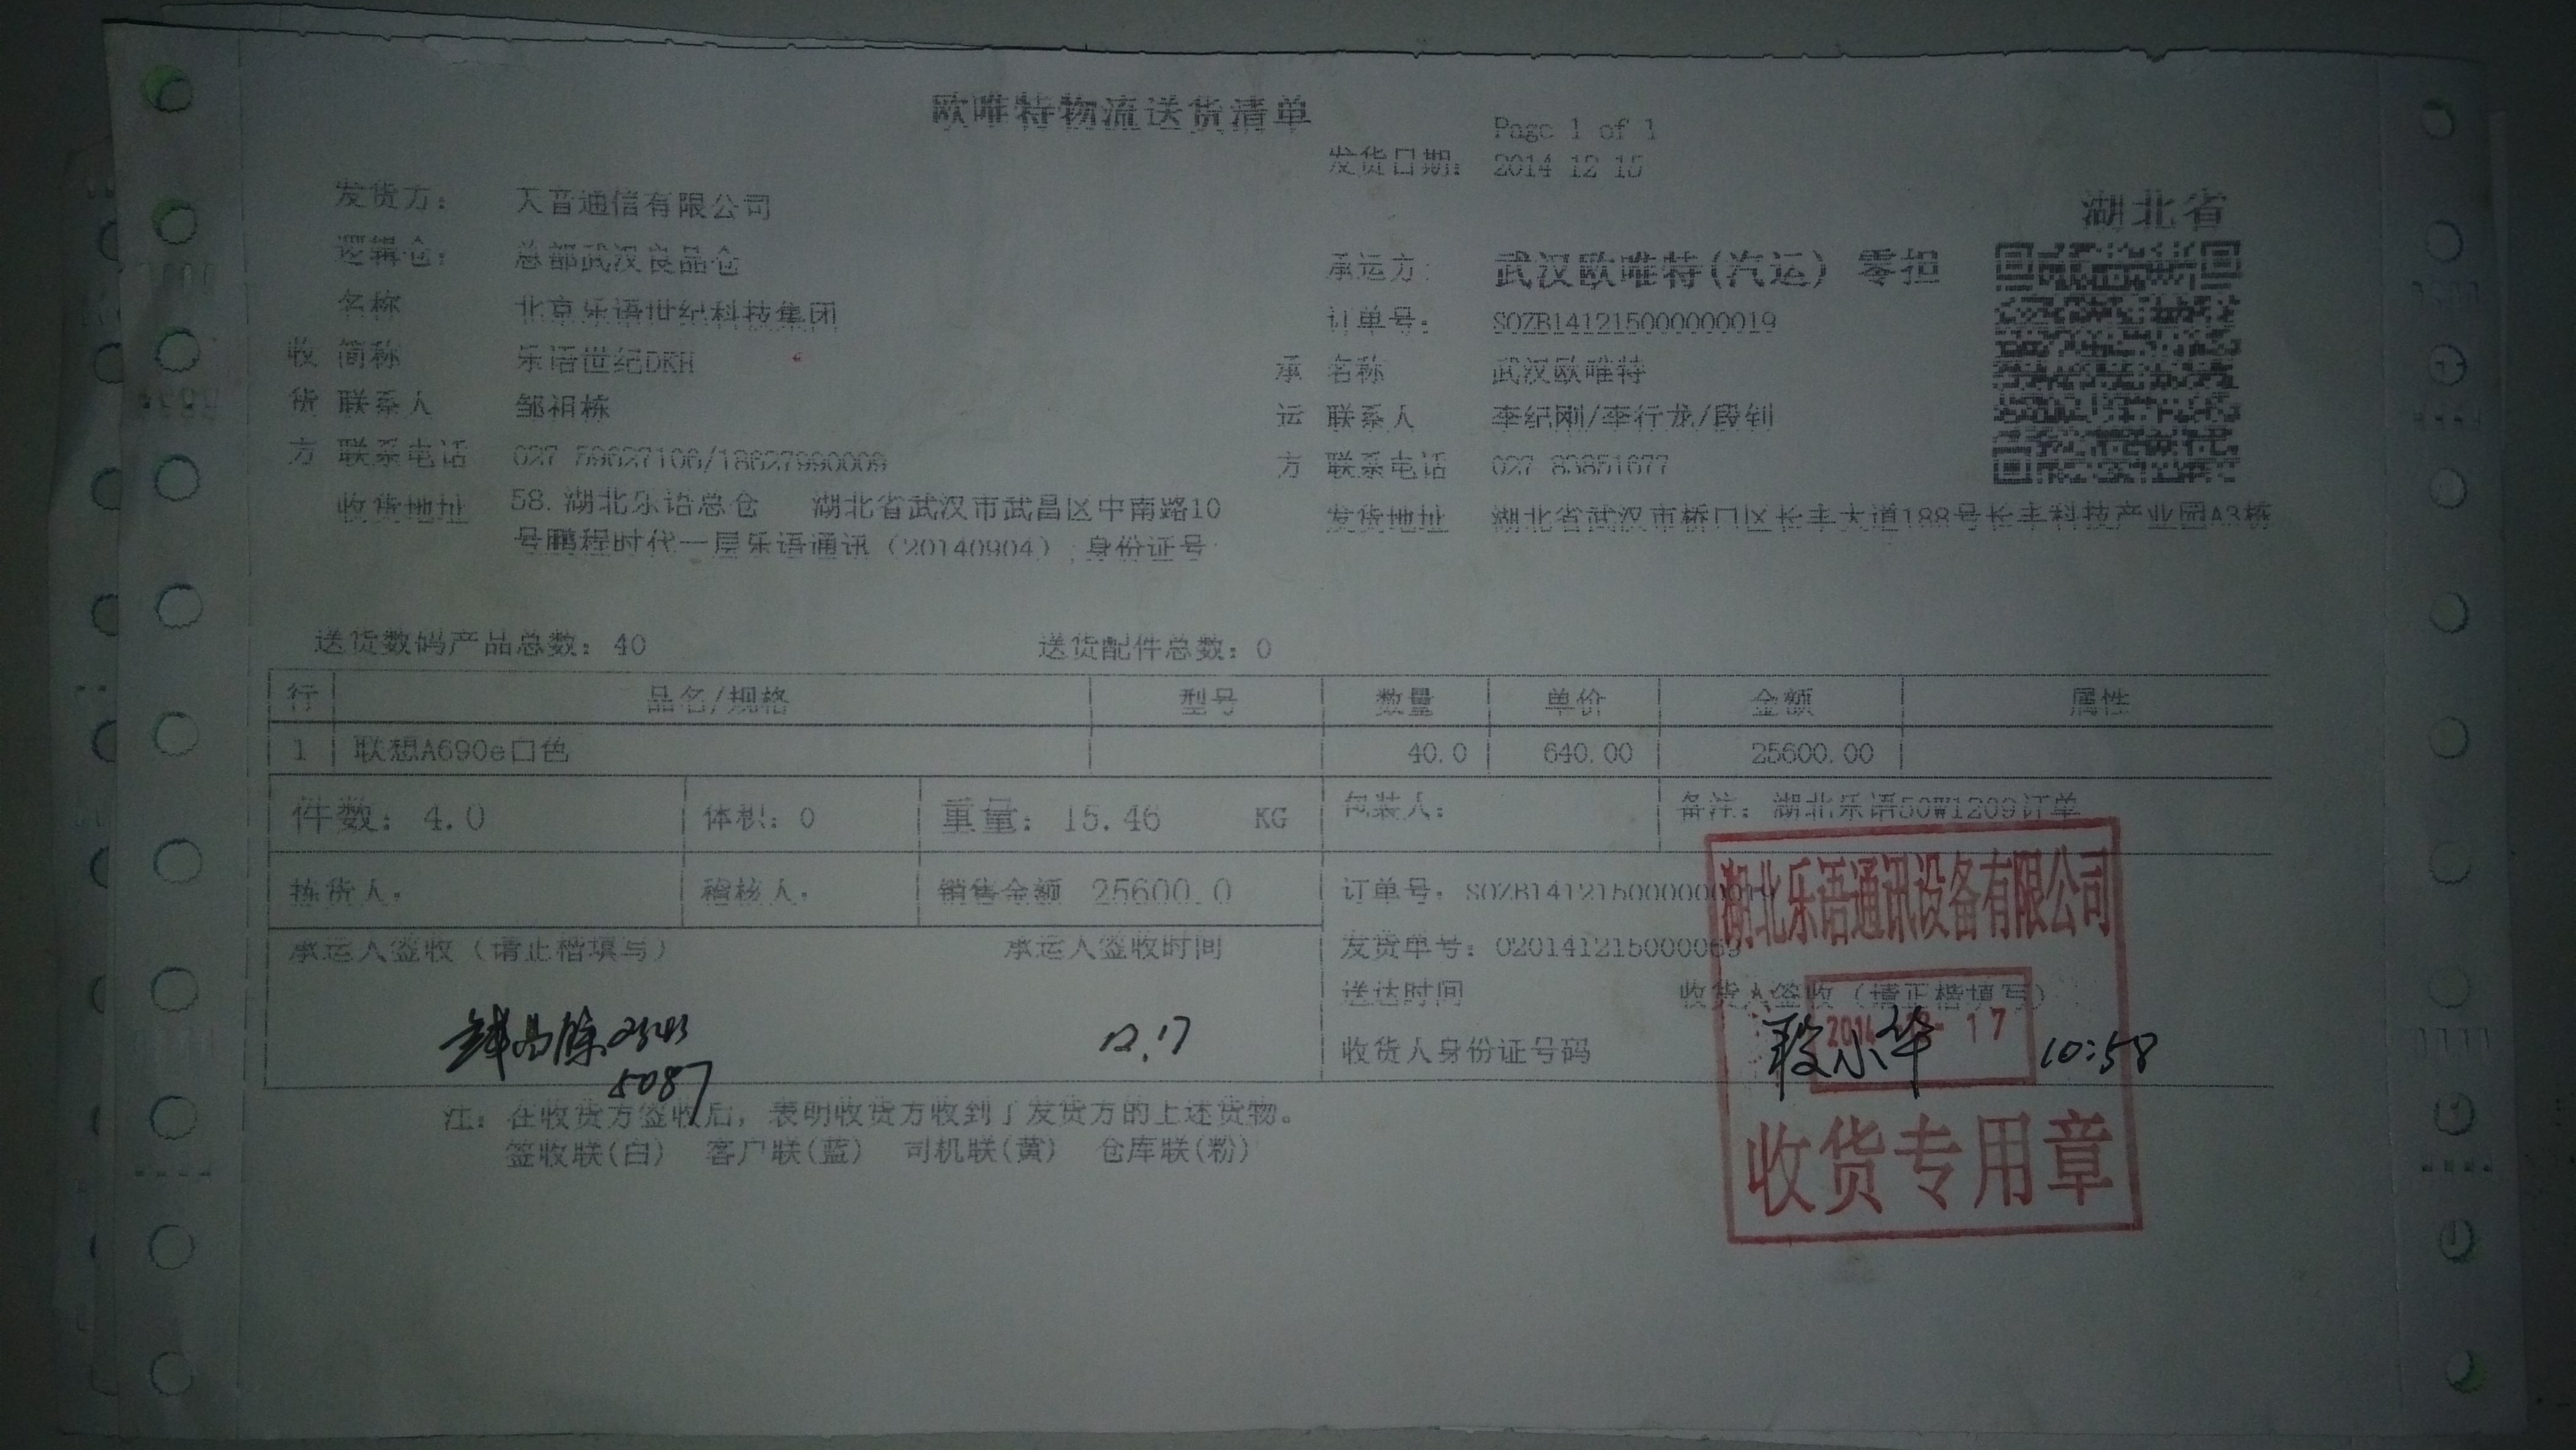 欧唯特物流送货清单
Page 1 of 1
发货日期: 2014-12-15
湖北省
发货方: 天音通信有限公司
逻辑仓: 总部武汉良品仓
承运方: 武汉欧唯特(汽运) 零担
名称 北京乐语世纪科技集团
订单号: SOZB141215000000019
收 简称 乐语世纪DKH
承 名称 武汉欧唯特
货 联系人 邹祖栋
运 联系人 李纪刚/李行龙/段钊
方 联系电话 027-59627106/18627990009
方 联系电话 027-83851677
收货地址 58.湖北乐语总仓 湖北省武汉市武昌区中南路10
号鹏程时代一层乐语通讯(20140904),身份证号:
发货地址 湖北省武汉市桥口区长丰大道188号长丰科技产业园A3栋
送货数码产品总数: 40 送货配件总数: 0
行 品名/规格 型号 数量 单价 金额 属性
1 联想A690e白色 40.0 640.00 25600.00
件数: 4.0 体积: 0 重量: 15.46 KG 包装人: 备注: 湖北乐语50W1209订单
拣货人: 稽核人: 销售金额 25600.0 订单号: SOZB141215000000019
承运人签收(请正楷填写) 承运人签收时间 发货单号: 020141215000069
送达时间 收货人签收(请正楷填写)
12.17
5087
收货人身份证号码
10:58
湖北乐语通讯设备有限公司
2014-12-17
收货专用章
注: 在收货方签收后, 表明收货方收到了发货方的上述货物。
签收联(白) 客户联(蓝) 司机联(黄) 仓库联(粉)